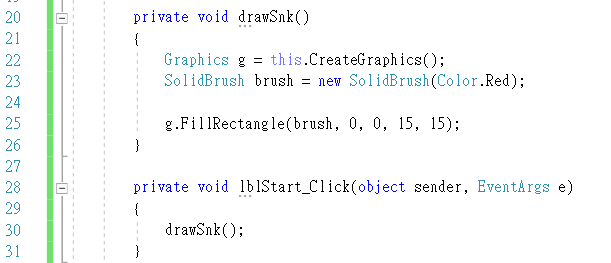 20 private void drawSnk()
21 {
22 Graphics g = this.CreateGraphics();
23 SolidBrush brush = new SolidBrush(Color.Red);
24
25 g.FillRectangle(brush, 0, 0, 15, 15);
26 }
27
28 private void lblStart_Click(object sender, EventArgs e)
29 {
30 drawSnk();
31 }